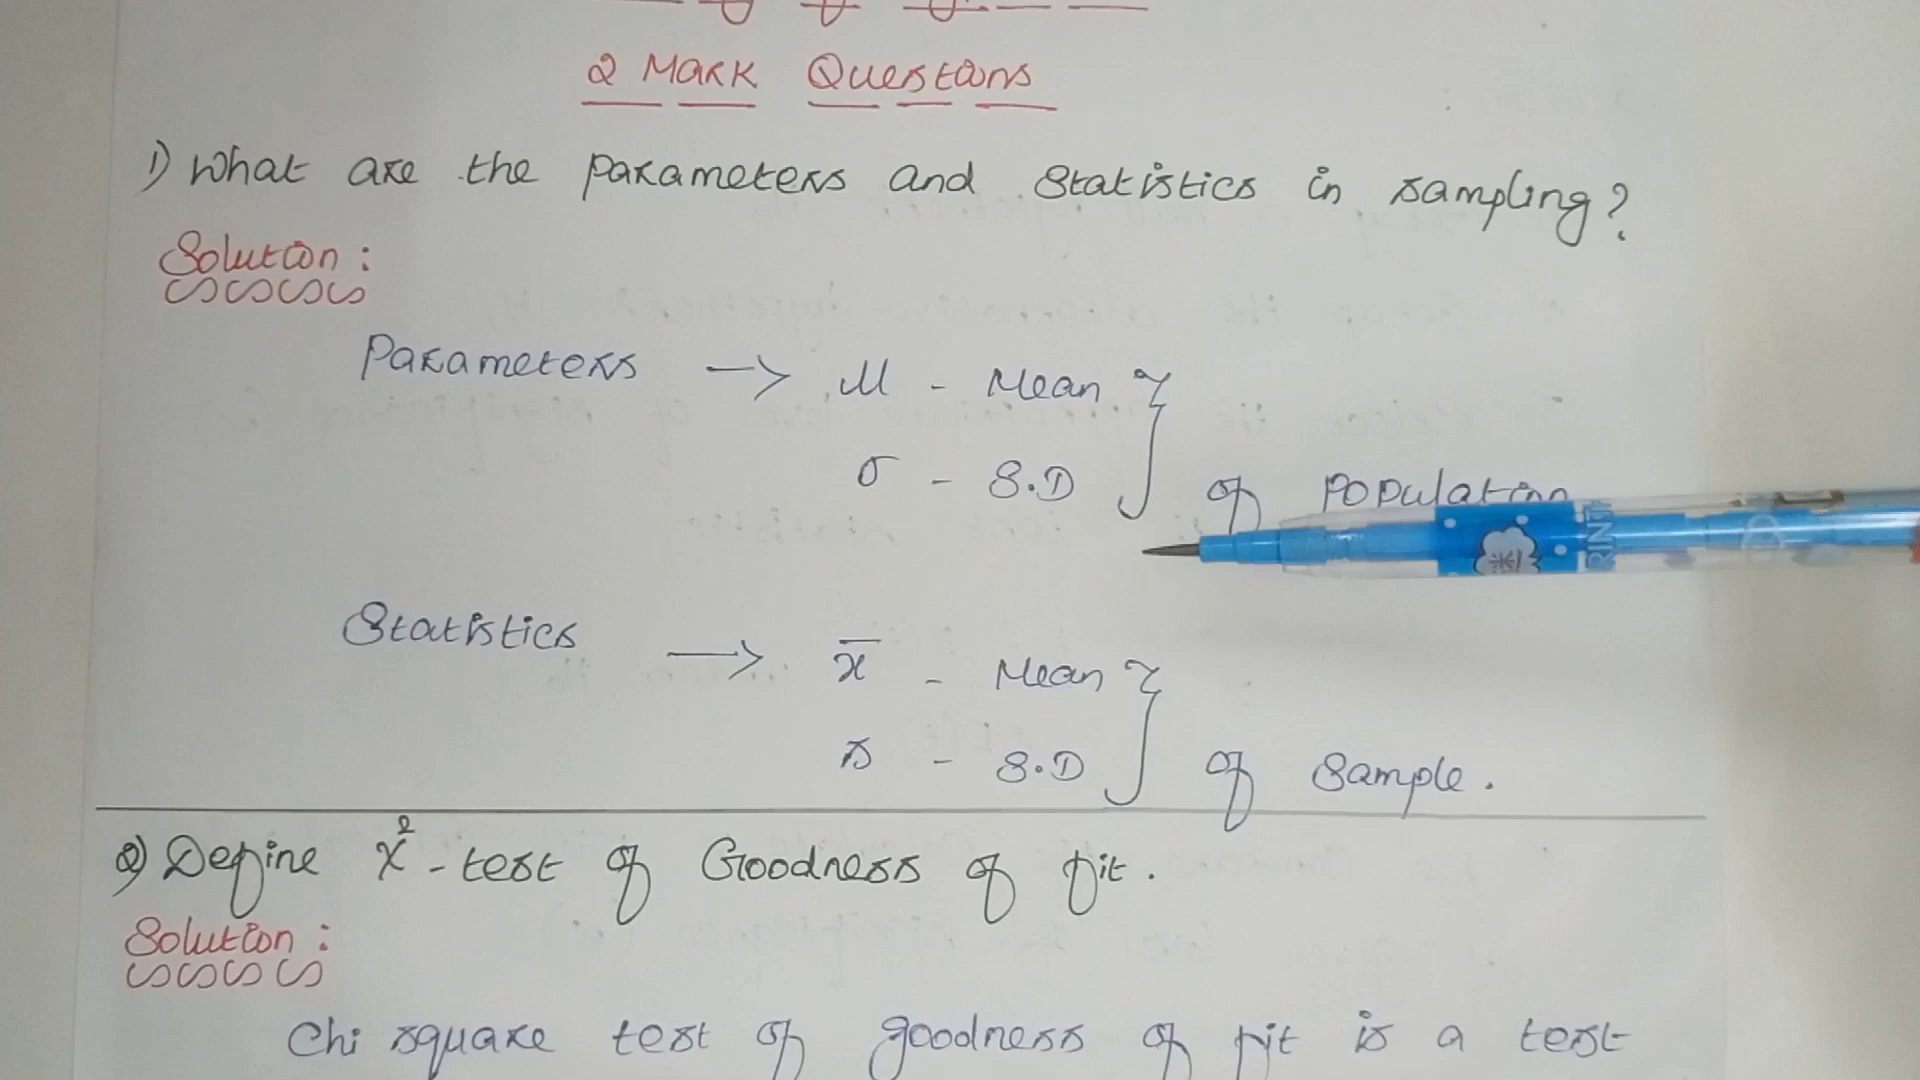 2 Mark Questions
1) What are the parameters and statistics in sampling?
Solution:
Parameters → μ - Mean
σ - S.D } of population
Statistics → x̄ - Mean
s - S.D } of sample.
2) Define χ² - test of Goodness of fit.
Solution:
Chi square test of goodness of fit is a test